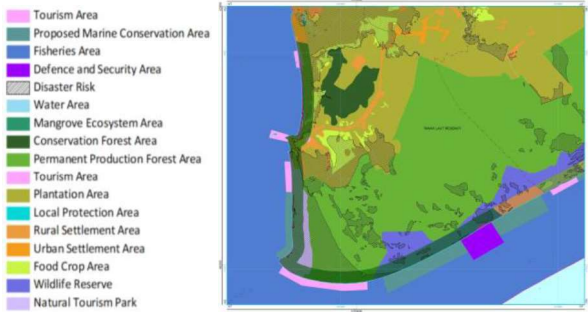 Tourism Area
Proposed Marine Conservation Area
Fisheries Area
Defence and Security Area
Disaster Risk
Water Area
Mangrove Ecosystem Area
Conservation Forest Area
Permanent Production Forest Area
Tourism Area
Plantation Area
Local Protection Area
Rural Settlement Area
Urban Settlement Area
Food Crop Area
Wildlife Reserve
Natural Tourism Park